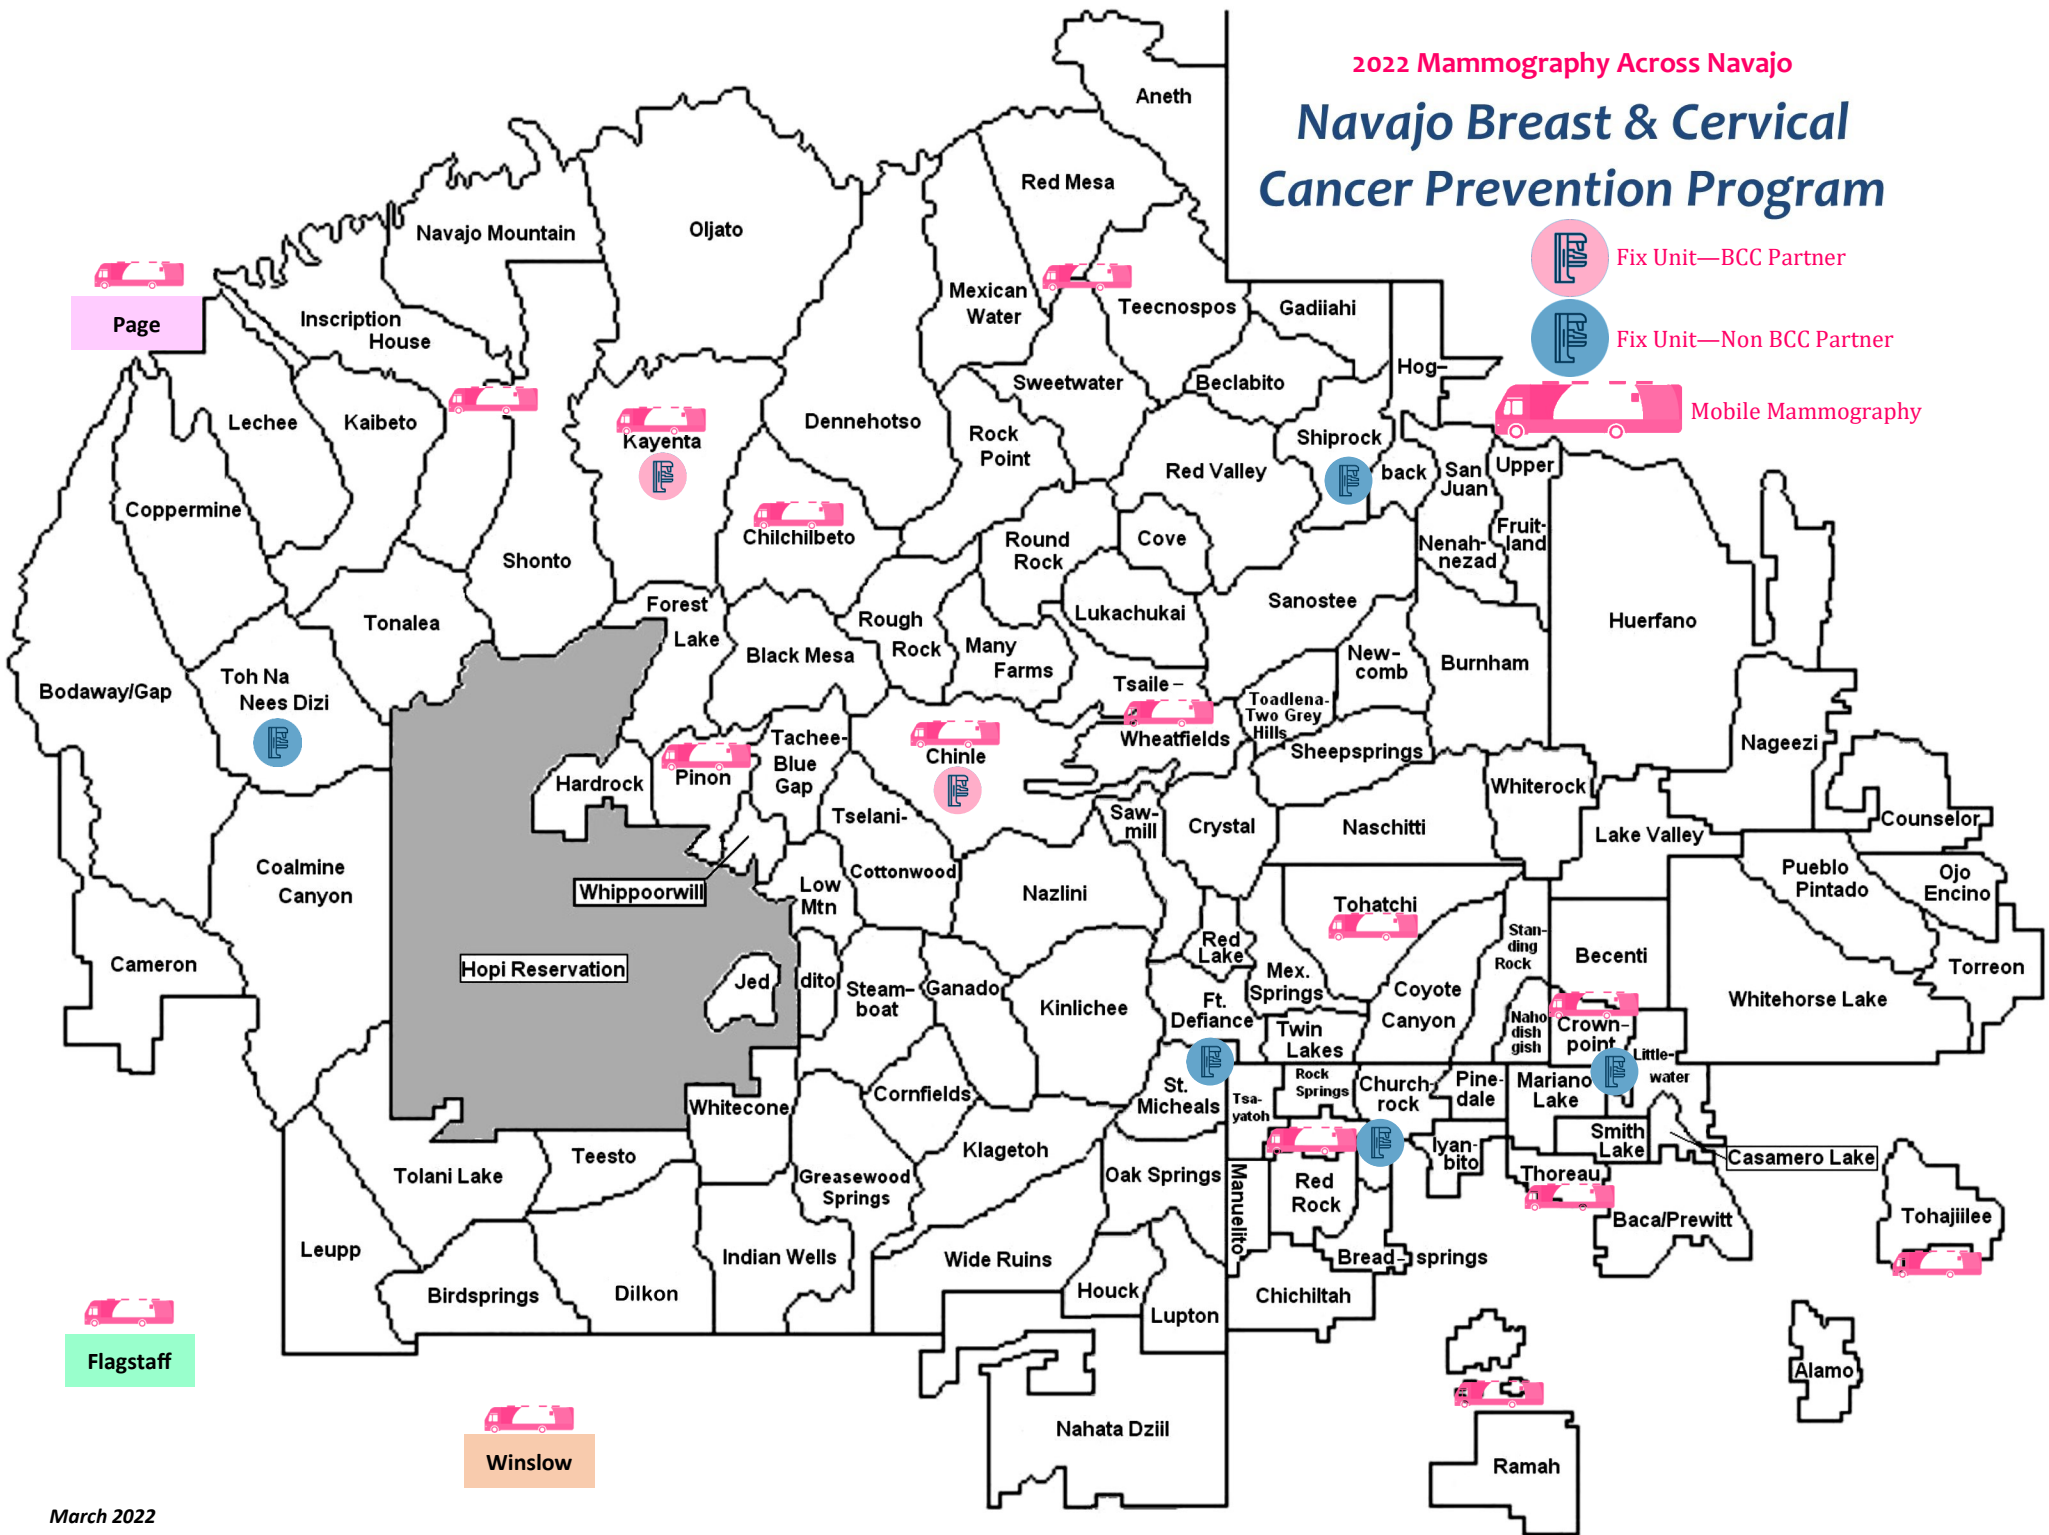 2022 Mammography Across Navajo
Navajo Breast & Cervical
Cancer Prevention Program
Fix Unit—BCC Partner
Fix Unit—Non BCC Partner
Mobile Mammography
Aneth
Red Mesa
Oljato
Navajo Mountain
Page
Inscription
House
Mexican
Water
Teecnospos
Gadiiahi
Hog-
Sweetwater
Beclabito
Lechee
Kaibeto
Kayenta
Dennehotso
Rock
Point
Shiprock
back
Red Valley
San
Juan
Upper
Fruit-
land
Coppermine
Chilchilbeto
Shonto
Round
Rock
Cove
Nenah-
nezad
Tonalea
Forest
Lake
Rough
Rock
Lukachukai
Sanostee
Huerfano
Black Mesa
Many
Farms
New-
comb
Burnham
Bodaway/Gap
Toh Na
Nees Dizi
Tsaile-
Wheatfields
Toadlena-
Two Grey
Hills
Sheepsprings
Nageezi
Tachee-
Blue
Gap
Chinle
Hardrock
Pinon
Whiterock
Tselani-
Cottonwood
Saw-
mill
Crystal
Naschitti
Lake Valley
Counselor
Coalmine
Canyon
Whippoorwill
Low
Mtn
Nazlini
Pueblo
Pintado
Ojo
Encino
Tohatchi
Red
Lake
Stan-
ding
Rock
Becenti
Cameron
Hopi Reservation
Jed
dito
Steam-
boat
Ganado
Kinlichee
Mex.
Springs
Coyote
Canyon
Whitehorse Lake
Torreon
Ft.
Defiance
Twin
Lakes
Naho
dish
gish
Crown-
point
Little-
water
St.
Micheals
Rock
Springs
Church-
rock
Pine-
dale
Mariano
Lake
Cornfields
Whitecone
Tsa-
yatoh
Smith
Lake
Casamero Lake
Iyan-
bito
Klagetoh
Teesto
Tolani Lake
Greasewood
Springs
Oak Springs
Manuelito
Red
Rock
Thoreau
Baca/Prewitt
Tohajiilee
Leupp
Indian Wells
Wide Ruins
Bread-springs
Birdsprings
Dilkon
Houck
Lupton
Chichiltah
Flagstaff
Alamo
Nahata Dziil
Winslow
Ramah
March 2022